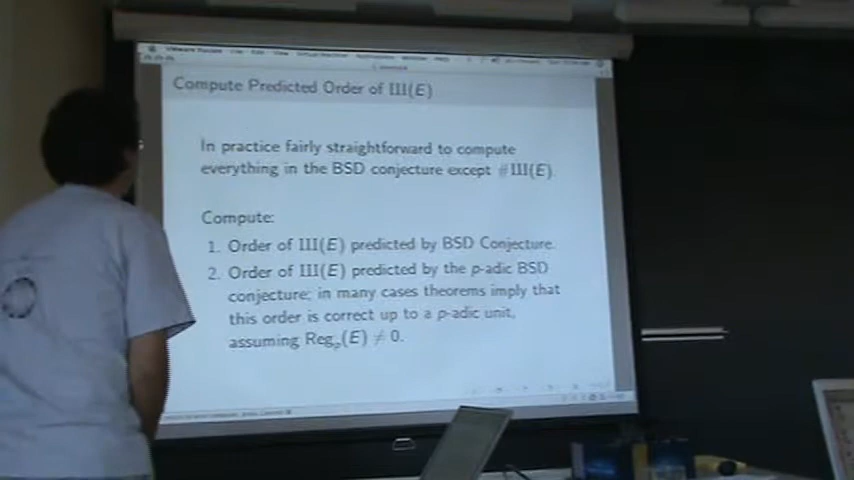 Compute Predicted Order of Ш(E)
In practice fairly straightforward to compute
everything in the BSD conjecture except #Ш(E).
Compute:
1. Order of Ш(E) predicted by BSD Conjecture.
2. Order of Ш(E) predicted by the p-adic BSD
conjecture; in many cases theorems imply that
this order is correct up to a p-adic unit,
assuming Reg_p(E) ≠ 0.